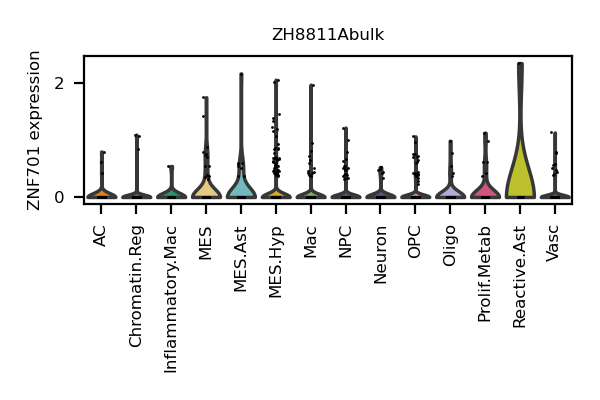 ZH8811Abulk
ZNF701 expression
2
0
AC
Chromatin.Reg
Inflammatory.Mac
MES
MES.Ast
MES.Hyp
Mac
NPC
Neuron
OPC
Oligo
Prolif.Metab
Reactive.Ast
Vasc